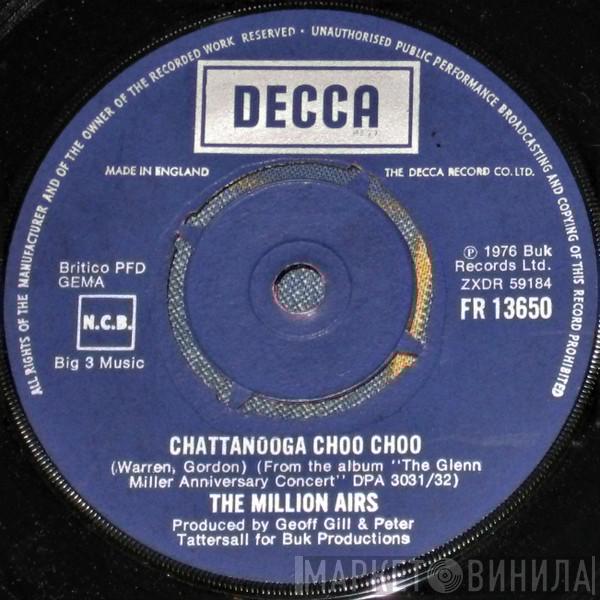 ALL RIGHTS OF THE MANUFACTURER AND OF THE OWNER OF THE RECORDED WORK RESERVED · UNAUTHORISED PUBLIC PERFORMANCE BROADCASTING AND COPYING OF THIS RECORD PROHIBITED
DECCA
MADE IN ENGLAND
THE DECCA RECORD CO. LTD.
Britico PFD
GEMA
N.C.B.
Big 3 Music
℗ 1976 Buk
Records Ltd.
ZXDR 59184
FR 13650
CHATTANOOGA CHOO CHOO
(Warren, Gordon) (From the album "The Glenn
Miller Anniversary Concert" DPA 3031/32)
THE MILLION AIRS
Produced by Geoff Gill & Peter
Tattersall for Buk Productions
МАРКЕТ ВИНИЛА